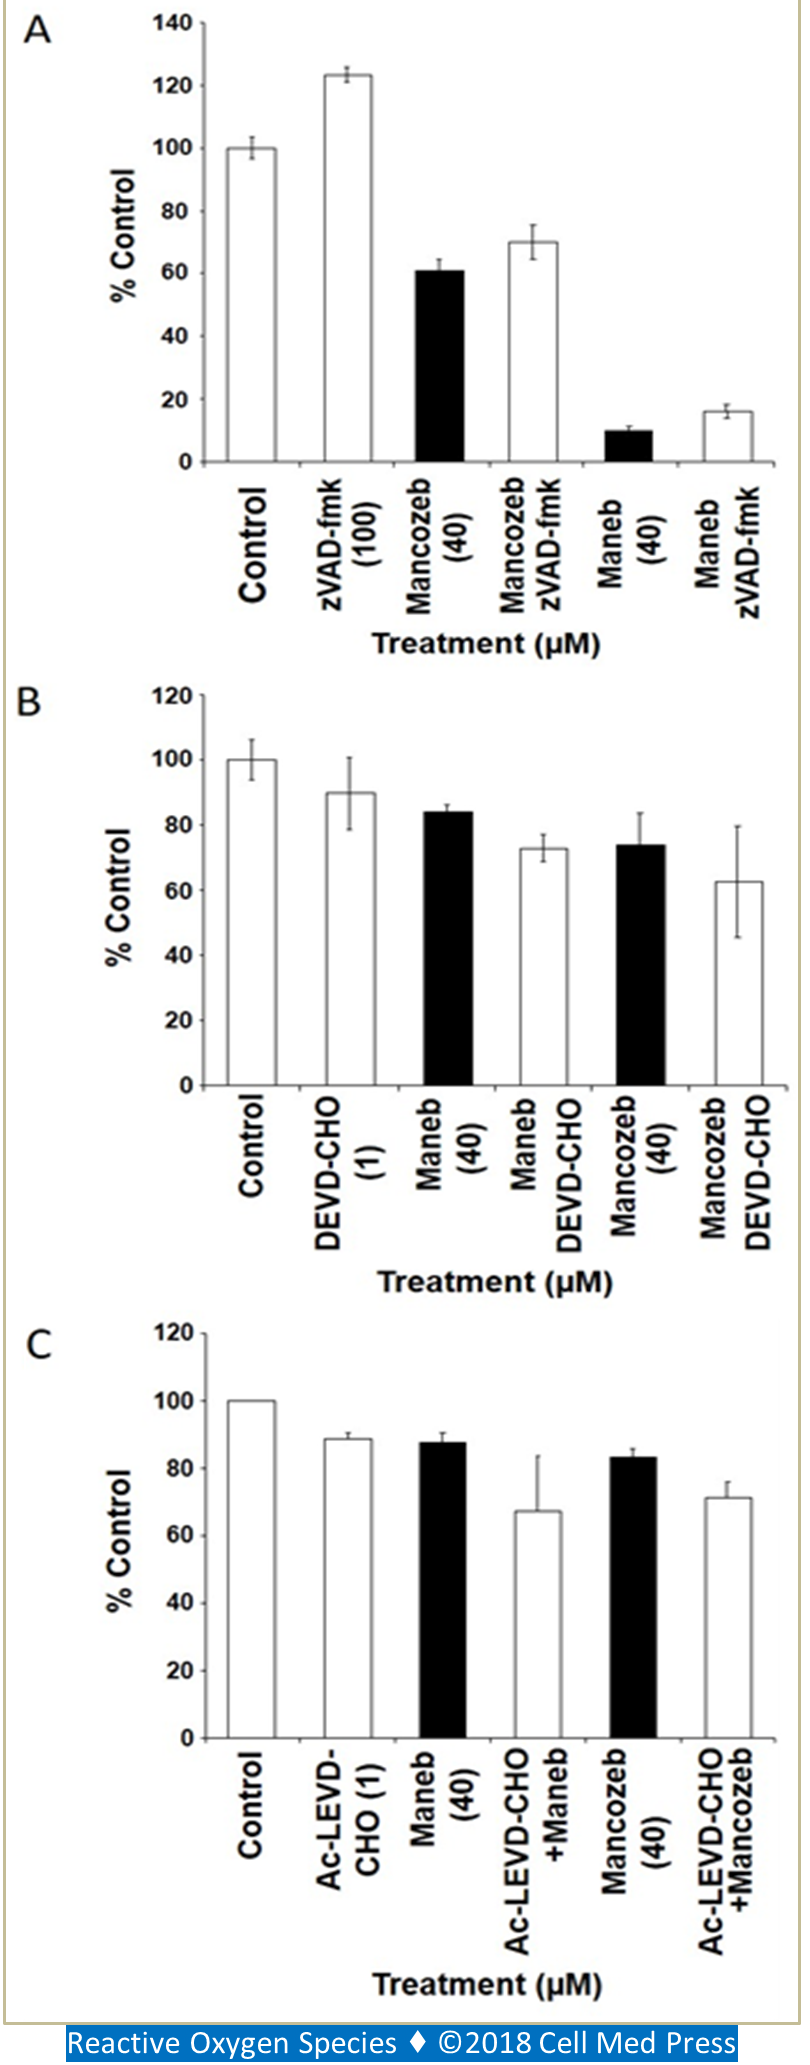 A
140
120
100
80
60
40
20
0
% Control
Control
zVAD-fmk
(100)
Mancozeb
(40)
Mancozeb
zVAD-fmk
Maneb
(40)
Maneb
zVAD-fmk
Treatment (µM)
B
120
100
80
60
40
20
0
% Control
Control
DEVD-CHO
(1)
Maneb
(40)
Maneb
DEVD-CHO
Mancozeb
(40)
Mancozeb
DEVD-CHO
Treatment (µM)
C
120
100
80
60
40
20
0
% Control
Control
Ac-LEVD-
CHO (1)
Maneb
(40)
Ac-LEVD-CHO
+Maneb
Mancozeb
(40)
Ac-LEVD-CHO
+Mancozeb
Treatment (µM)
Reactive Oxygen Species ♦ ©2018 Cell Med Press